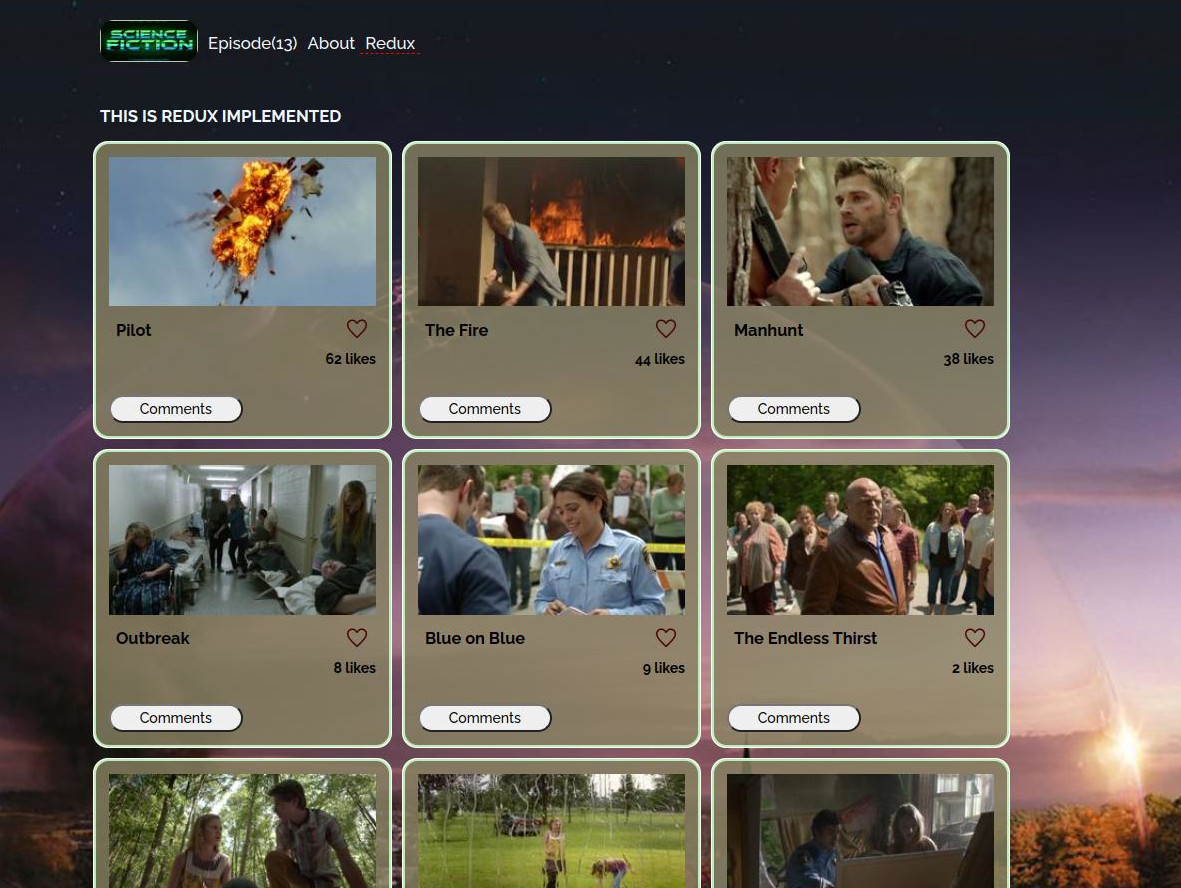 SCIENCE
FICTION
Episode(13) About Redux
THIS IS REDUX IMPLEMENTED
Pilot
62 likes
Comments
The Fire
44 likes
Comments
Manhunt
38 likes
Comments
Outbreak
8 likes
Comments
Blue on Blue
9 likes
Comments
The Endless Thirst
2 likes
Comments